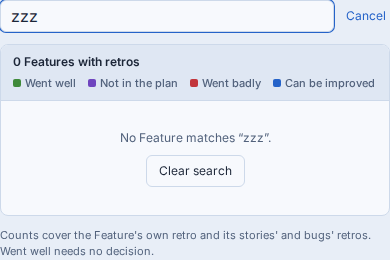 zzz
Cancel
0 Features with retros
Went well
Not in the plan
Went badly
Can be improved
No Feature matches “zzz”.
Clear search
Counts cover the Feature's own retro and its stories' and bugs' retros.
Went well needs no decision.